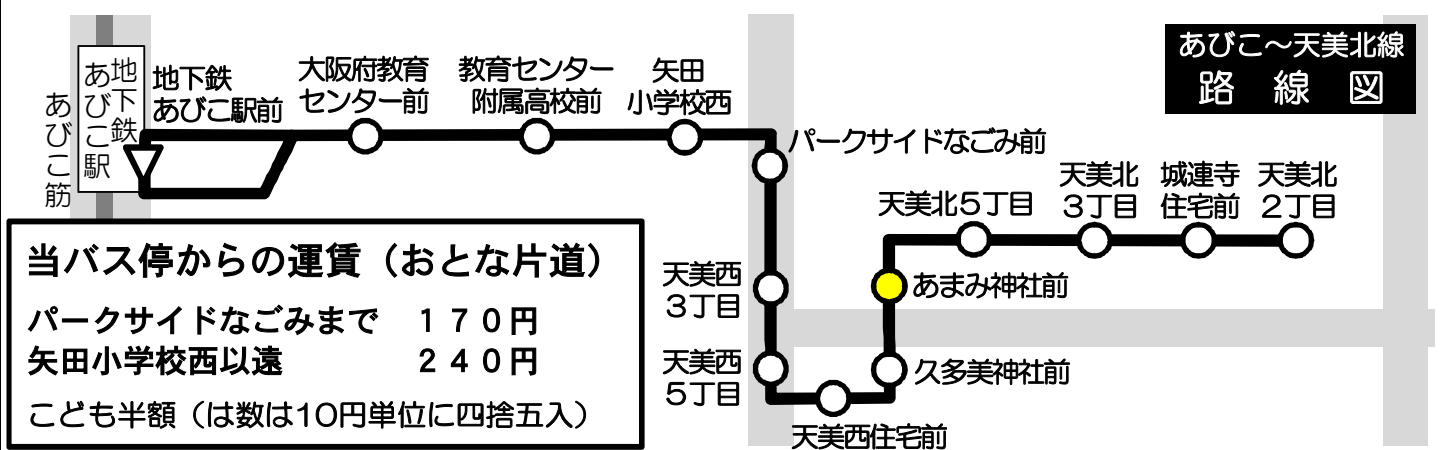 あびこ～天美北線
路線図
あびこ筋
地下鉄
あびこ駅
地下鉄
あびこ駅前
大阪府教育
センター前
教育センター
附属高校前
矢田
小学校西
パークサイドなごみ前
天美西
3丁目
天美西
5丁目
天美西住宅前
久多美神社前
あまみ神社前
天美北5丁目
天美北
3丁目
城連寺
住宅前
天美北
2丁目
当バス停からの運賃（おとな片道）
パークサイドなごみまで　１７０円
矢田小学校西以遠　２４０円
こども半額（は数は10円単位に四捨五入）